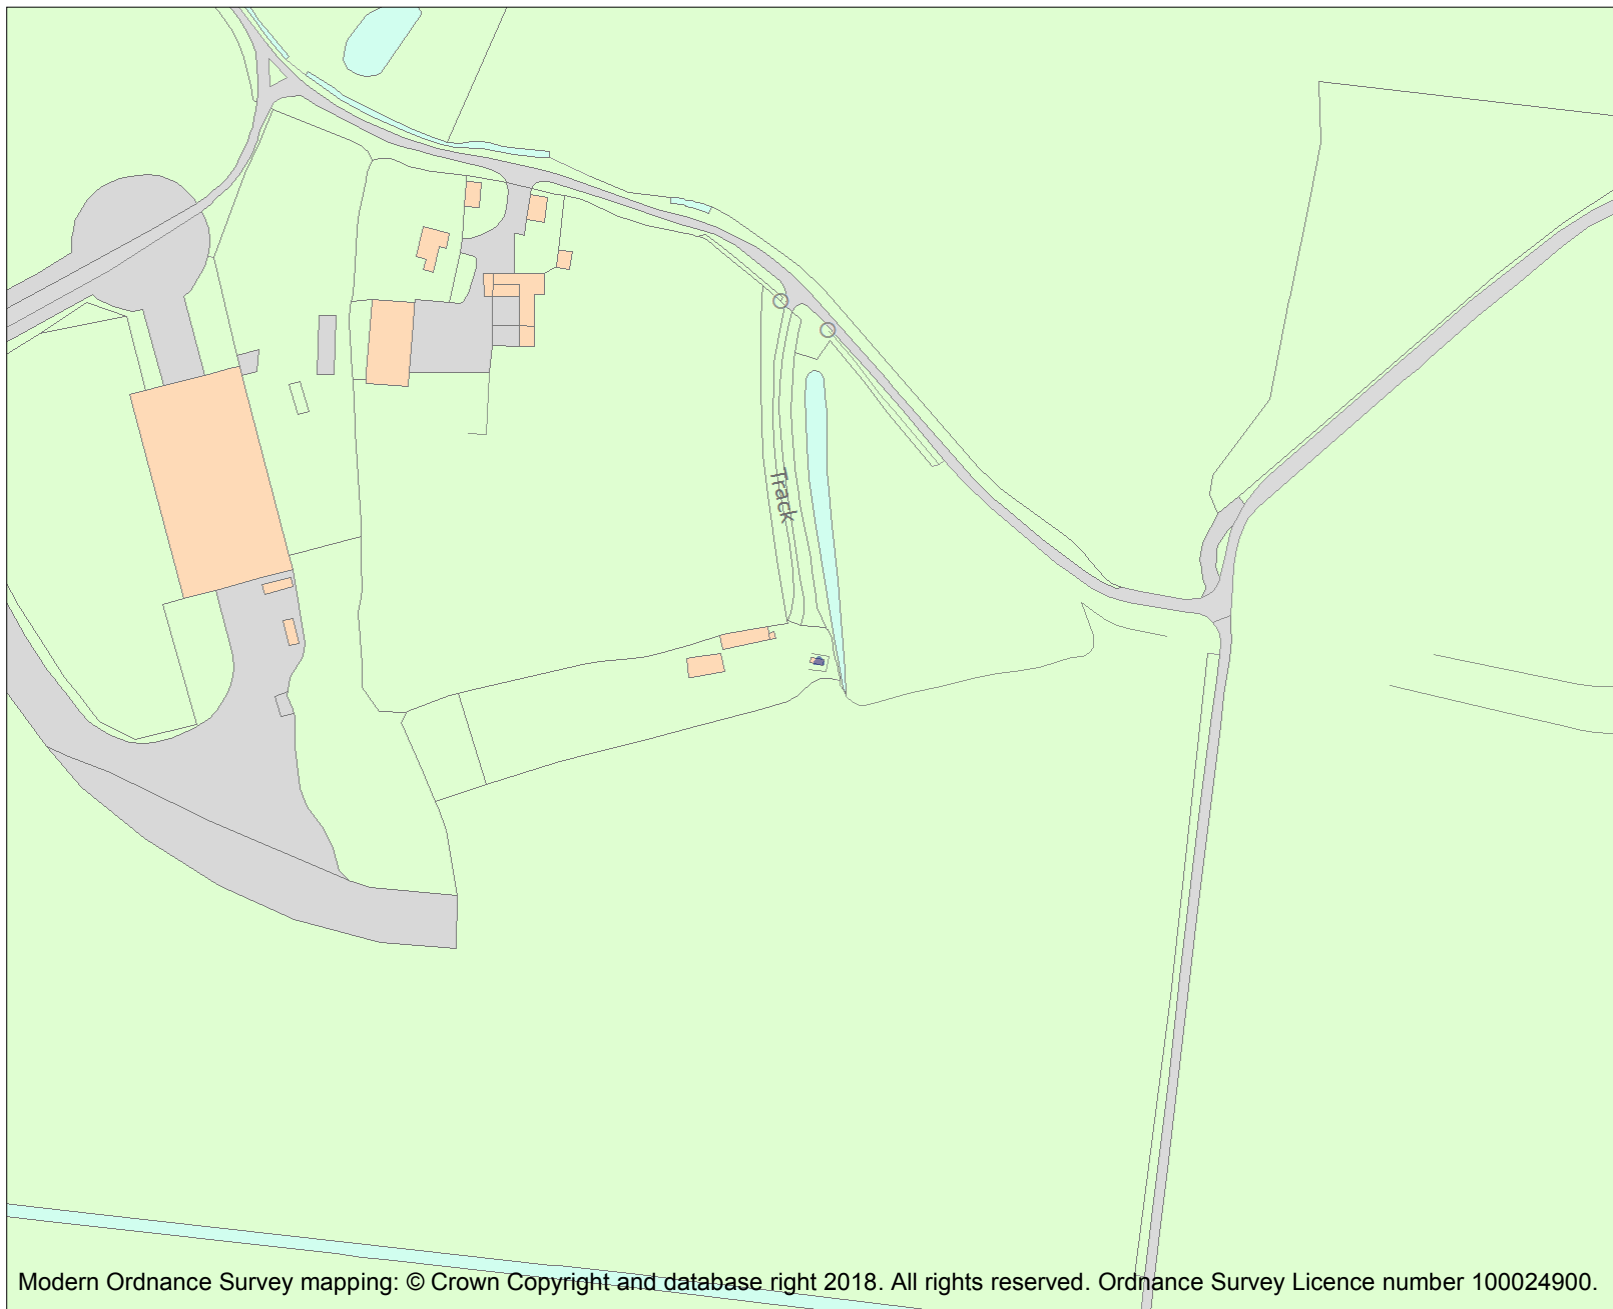 Track
Modern Ordnance Survey mapping: © Crown Copyright and database right 2018. All rights reserved. Ordnance Survey Licence number 100024900.